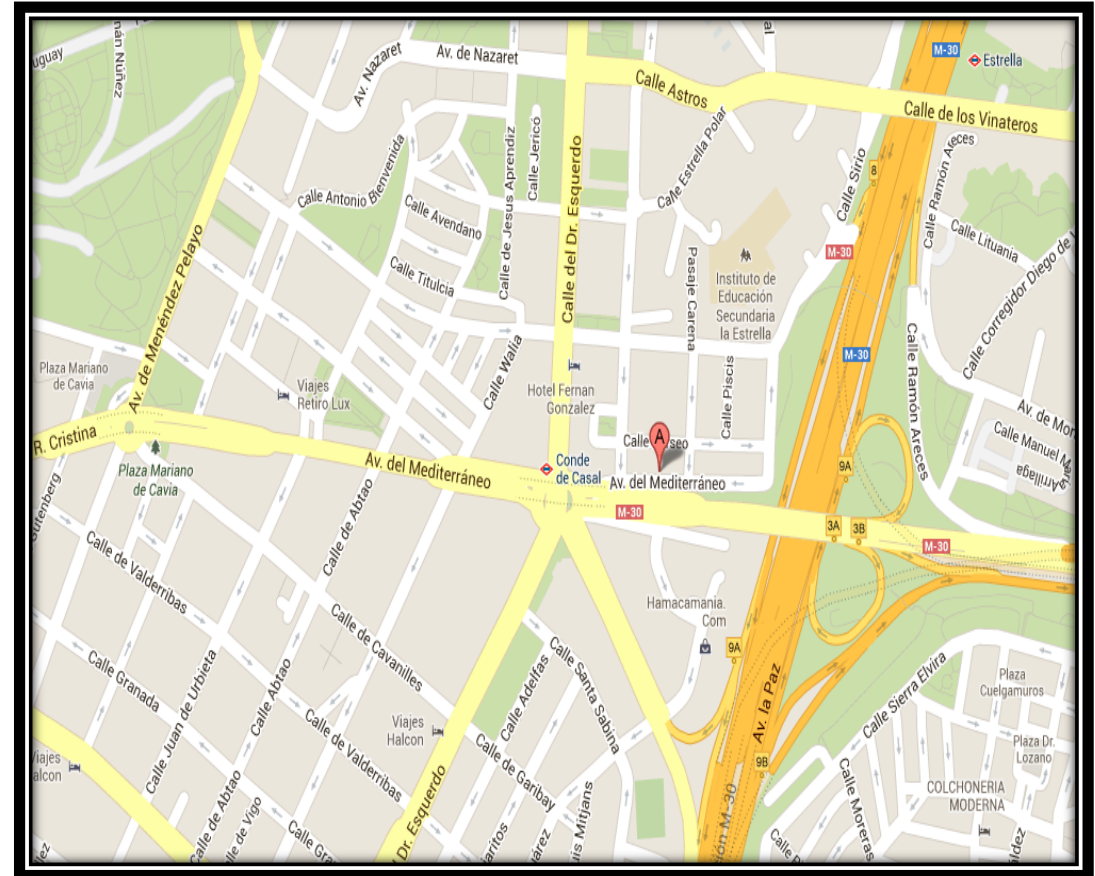 Av. de Nazaret
Av. Nazaret
M-30
Estrella
Calle Astros
Calle de los Vinateros
Calle Antonio Bienvenida
Calle Jericó
Calle de Jesus Aprendiz
Calle del Dr. Esquerdo
Calle Estrella Polar
Calle Sirio
8
Calle Ramón Areces
Calle Avendano
Calle Lituania
Calle Titulcia
M-30
Calle Corregidor Diego de
Av. de Menéndez Pelayo
Pasaje Carena
Instituto de
Educación
Secundaria
la Estrella
M-30
Plaza Mariano
de Cavia
Calle Walia
Viajes
Retiro Lux
Hotel Fernan
Gonzalez
Calle Piscis
Calle Ramón Areces
Av. de
R. Cristina
A
Calle
Calle Manuel
Arillaga
Plaza Mariano
de Cavia
Av. del Mediterráneo
Conde
de Casal
Av. del Mediterráneo
9A
M-30
3A
3B
M-30
Gutenberg
Calle de Abtao
Calle de Valderribas
Hamacamania.
Com
9A
Calle de Cavanilles
Calle Granada
Calle Juan de Urbieta
Calle Abtao
Calle Adelfas
Calle Santa Sabina
Av. la Paz
Calle Sierra Elvira
Plaza
Cuelgamuros
Viajes
Halcon
Calle de Valderribas
Calle de Garibay
Plaza Dr.
Lozano
Viajes
9B
M-30
COLCHONERIA
MODERNA
Calle Moreras
Calle de Abtao
de Vigo
Dr. Esquerdo
Mitjans
Calle